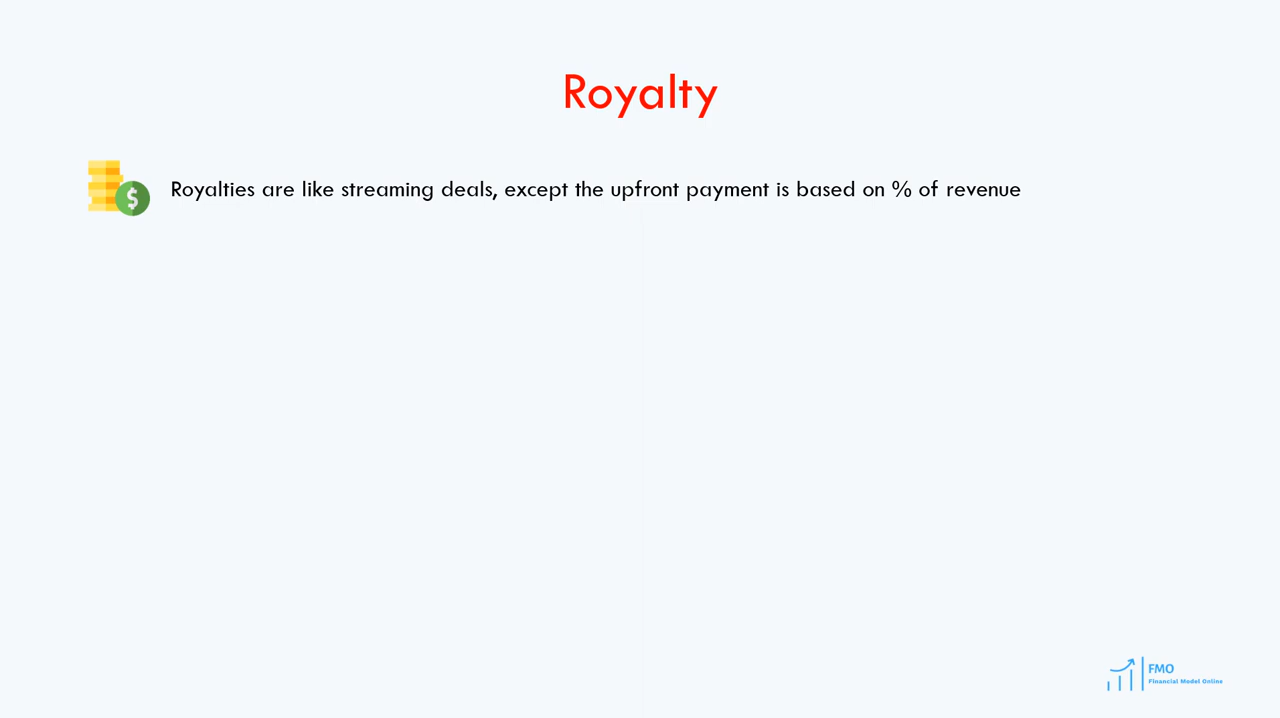 Royalty
Royalties are like streaming deals, except the upfront payment is based on % of revenue
FMO
Financial Model Online